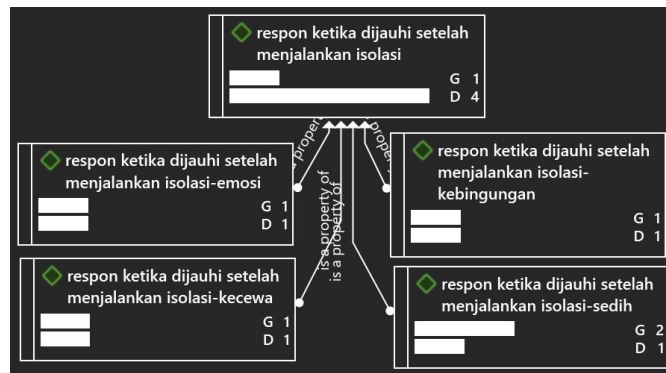 respon ketika dijauhi setelah
menjalankan isolasi
G 1
D 4
property
property
respon ketika dijauhi setelah
menjalankan isolasi-emosi
G 1
D 1
respon ketika dijauhi setelah
menjalankan isolasi-
kebingungan
G 1
D 1
is a property of
is a property of
respon ketika dijauhi setelah
menjalankan isolasi-kecewa
G 1
D 1
respon ketika dijauhi setelah
menjalankan isolasi-sedih
G 2
D 1